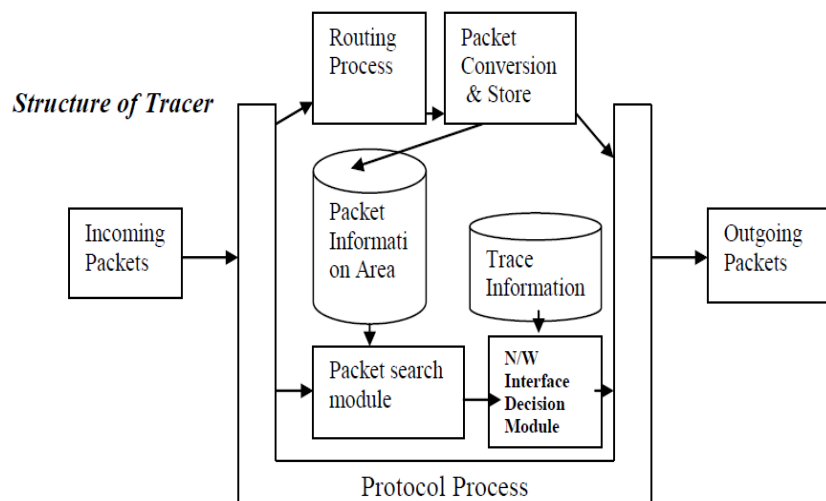 Structure of Tracer
Routing
Process
Packet
Conversion
& Store
Incoming
Packets
Packet
Informati
on Area
Trace
Information
Outgoing
Packets
Packet search
module
N/W
Interface
Decision
Module
Protocol Process